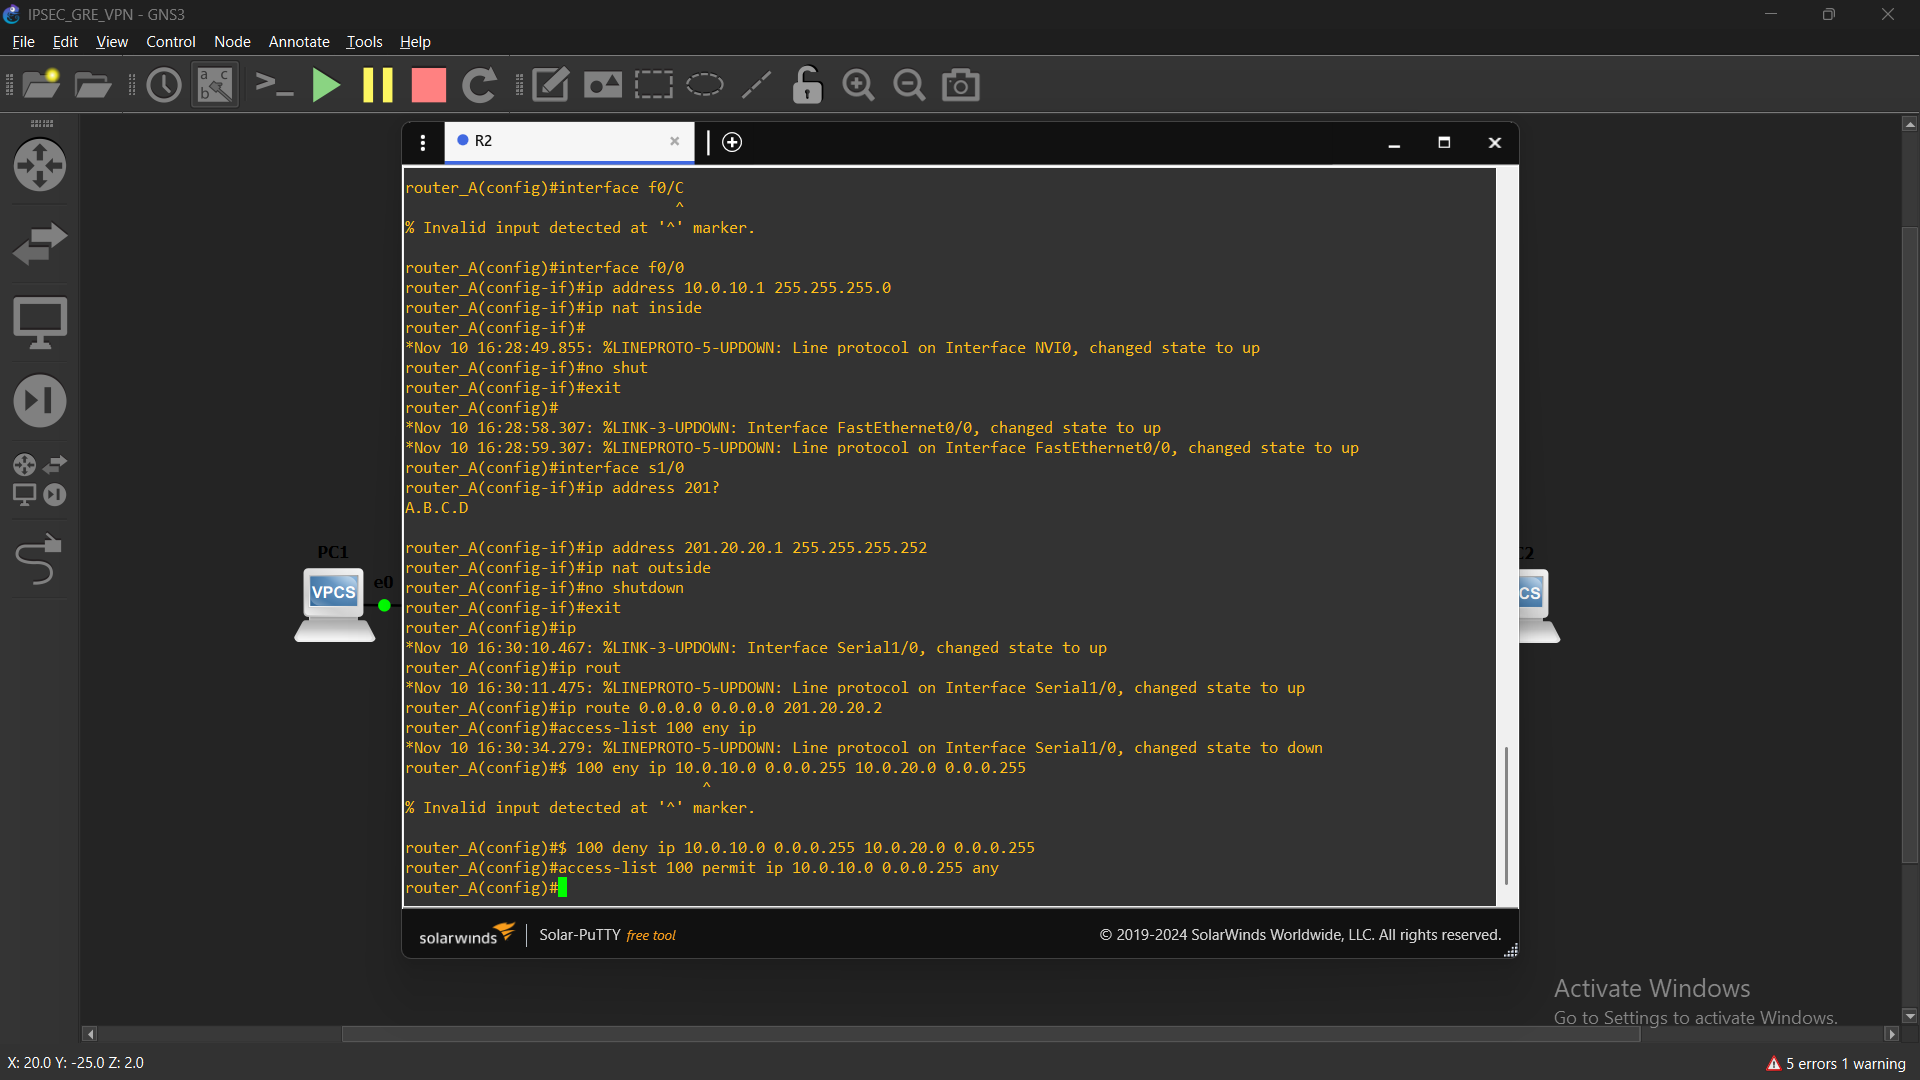 IPSEC_GRE_VPN - GNS3
File Edit View Control Node Annotate Tools Help
R2
router_A(config)#interface f0/C
^
% Invalid input detected at '^' marker.
router_A(config)#interface f0/0
router_A(config-if)#ip address 10.0.10.1 255.255.255.0
router_A(config-if)#ip nat inside
router_A(config-if)#
*Nov 10 16:28:49.855: %LINEPROTO-5-UPDOWN: Line protocol on Interface NVI0, changed state to up
router_A(config-if)#no shut
router_A(config-if)#exit
router_A(config)#
*Nov 10 16:28:58.307: %LINK-3-UPDOWN: Interface FastEthernet0/0, changed state to up
*Nov 10 16:28:59.307: %LINEPROTO-5-UPDOWN: Line protocol on Interface FastEthernet0/0, changed state to up
router_A(config)#interface s1/0
router_A(config-if)#ip address 201?
A.B.C.D
router_A(config-if)#ip address 201.20.20.1 255.255.255.252
router_A(config-if)#ip nat outside
router_A(config-if)#no shutdown
router_A(config-if)#exit
router_A(config)#ip
*Nov 10 16:30:10.467: %LINK-3-UPDOWN: Interface Serial1/0, changed state to up
router_A(config)#ip rout
*Nov 10 16:30:11.475: %LINEPROTO-5-UPDOWN: Line protocol on Interface Serial1/0, changed state to up
router_A(config)#ip route 0.0.0.0 0.0.0.0 201.20.20.2
router_A(config)#access-list 100 eny ip
*Nov 10 16:30:34.279: %LINEPROTO-5-UPDOWN: Line protocol on Interface Serial1/0, changed state to down
router_A(config)#$ 100 eny ip 10.0.10.0 0.0.0.255 10.0.20.0 0.0.0.255
^
% Invalid input detected at '^' marker.
router_A(config)#$ 100 deny ip 10.0.10.0 0.0.0.255 10.0.20.0 0.0.0.255
router_A(config)#access-list 100 permit ip 10.0.10.0 0.0.0.255 any
router_A(config)#
PC1
e0
VPCS
C2
CS
solarwinds Solar-PuTTY free tool
© 2019-2024 SolarWinds Worldwide, LLC. All rights reserved.
Activate Windows
Go to Settings to activate Windows.
X: 20.0 Y: -25.0 Z: 2.0
5 errors 1 warning